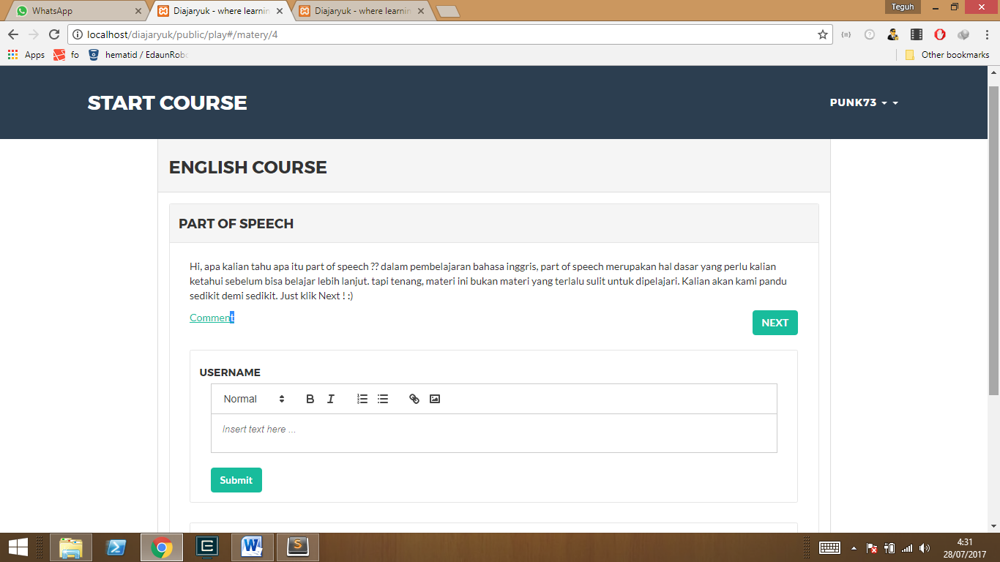 WhatsApp
Diajaryuk - where learnin
Diajaryuk - where learnin
Teguh
localhost/diajaryuk/public/play#/matery/4
Apps
fo
hematid / EdaunRob
Other bookmarks
START COURSE
PUNK73
ENGLISH COURSE
PART OF SPEECH
Hi, apa kalian tahu apa itu part of speech ?? dalam pembelajaran bahasa inggris, part of speech merupakan hal dasar yang perlu kalian
ketahui sebelum bisa belajar lebih lanjut. tapi tenang, materi ini bukan materi yang terlalu sulit untuk dipelajari. Kalian akan kami pandu
sedikit demi sedikit. Just klik Next ! :)
Comment
NEXT
USERNAME
Normal
Insert text here ...
Submit
4:31
28/07/2017